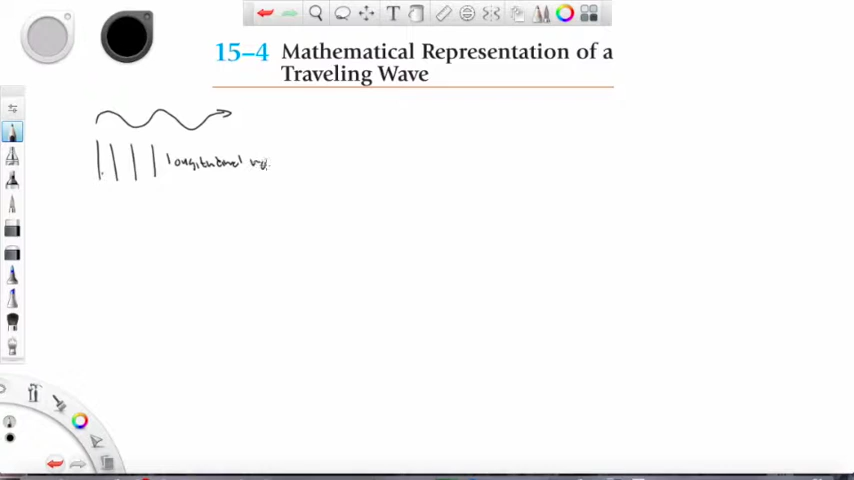 15–4 Mathematical Representation of a
Traveling Wave
longitudinal